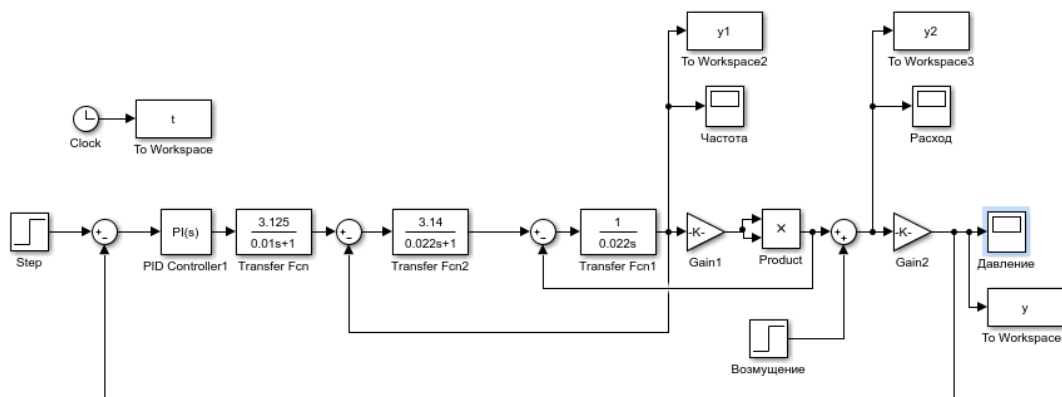 y1
To Workspace2
y2
To Workspace3
Clock
t
To Workspace
Частота
Расход
Step
+
−
PI(s)
PID Controller1
3.125
0.01s+1
Transfer Fcn
+
−
3.14
0.022s+1
Transfer Fcn2
+
−
1
0.022s
Transfer Fcn1
-K-
Gain1
×
Product
+
+
-K-
Gain2
Давление
y
To Workspace
Возмущение